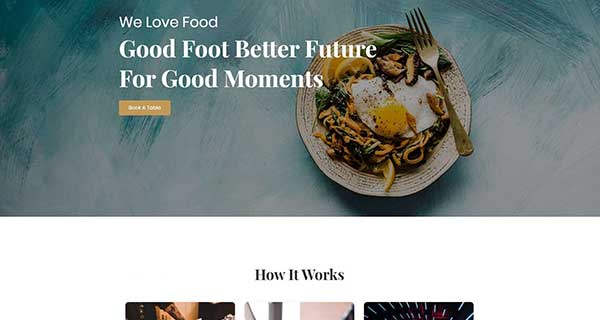 We Love Food
Good Foot Better Future
For Good Moments
Book A Table
How It Works